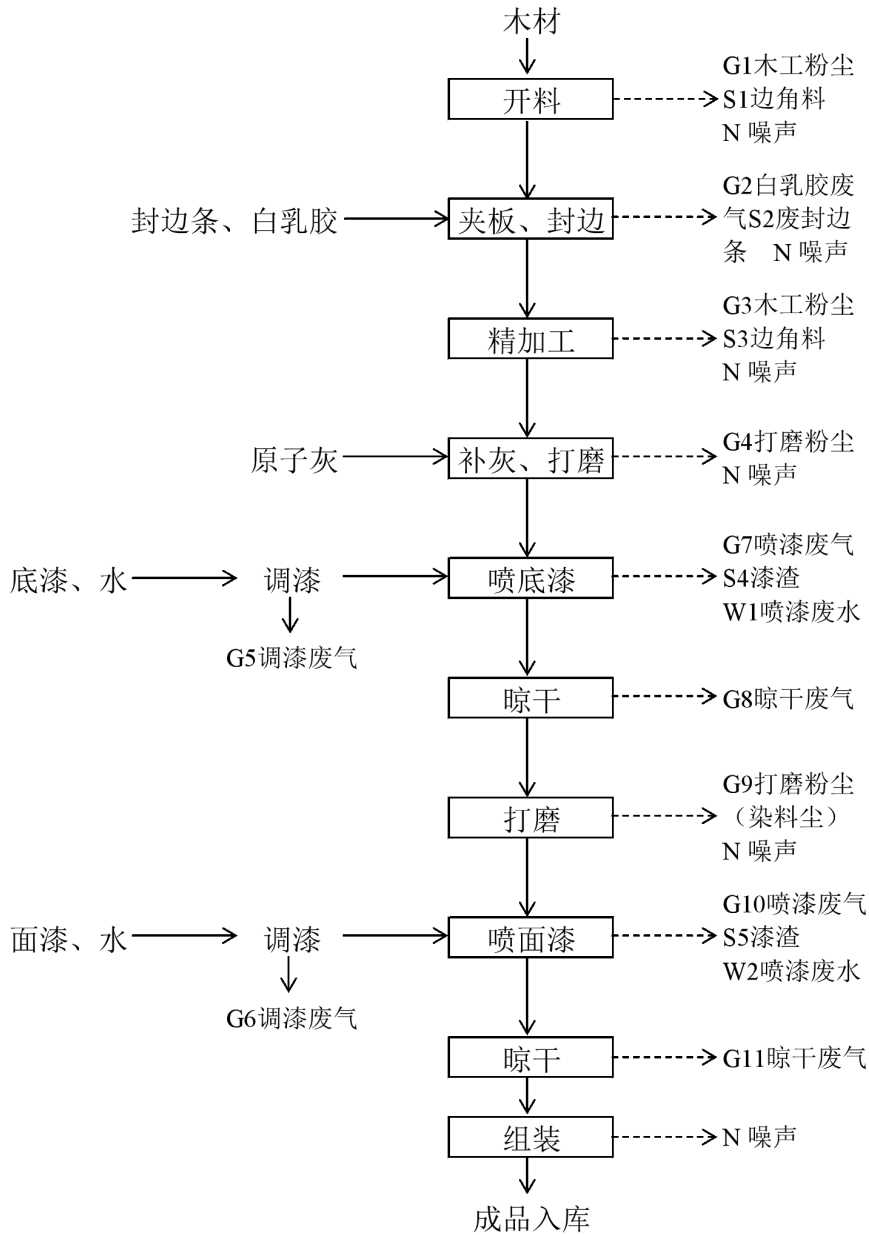 木材
开料
G1木工粉尘
S1边角料
N 噪声
封边条、白乳胶
夹板、封边
G2白乳胶废
气S2废封边
条 N 噪声
精加工
G3木工粉尘
S3边角料
N 噪声
原子灰
补灰、打磨
G4打磨粉尘
N 噪声
底漆、水
调漆
喷底漆
G7喷漆废气
S4漆渣
W1喷漆废水
G5调漆废气
晾干
G8晾干废气
打磨
G9打磨粉尘
（染料尘）
N 噪声
面漆、水
调漆
喷面漆
G10喷漆废气
S5漆渣
W2喷漆废水
G6调漆废气
晾干
G11晾干废气
组装
N 噪声
成品入库